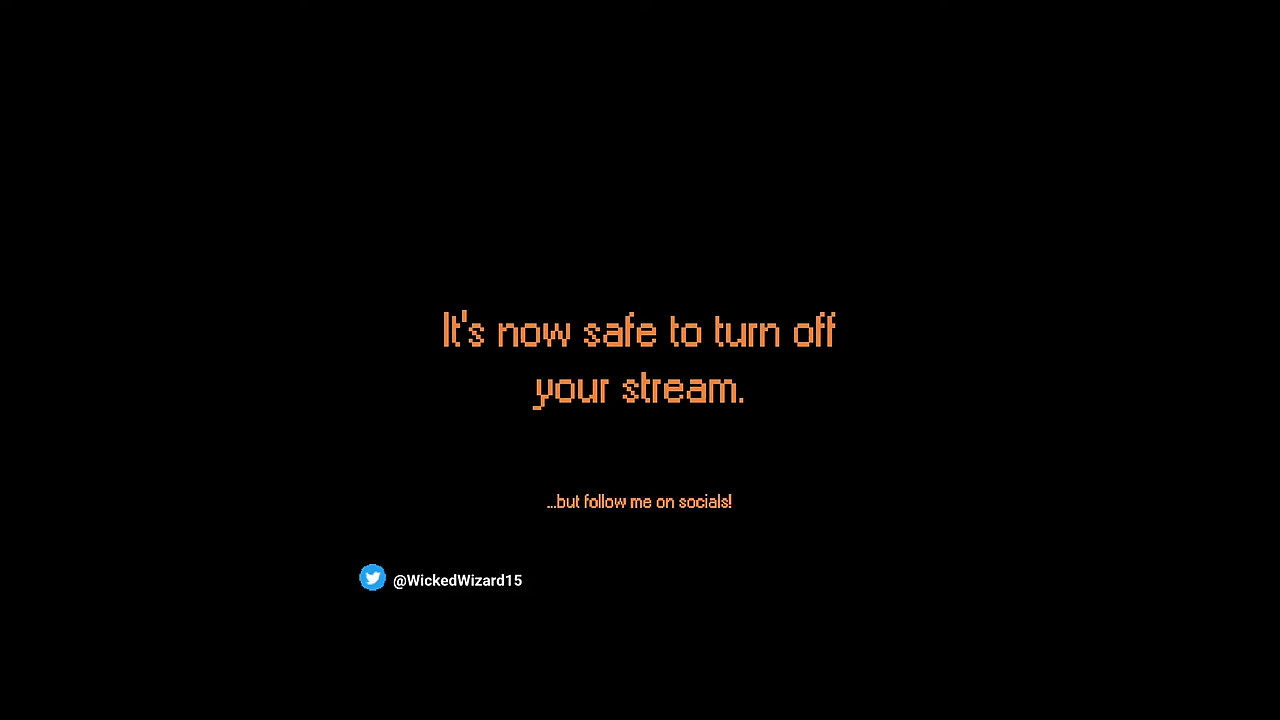 It's now safe to turn off
your stream.
...but follow me on socials!
@WickedWizard15